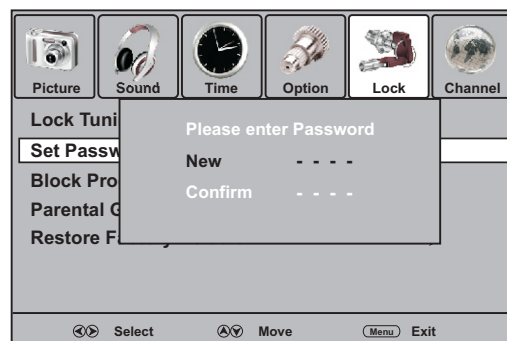 Picture Sound Time Option Lock Channel
Lock Tuni
Set Passw
Block Pro
Parental G
Restore F
Please enter Password
New - - - -
Confirm - - - -
Select Move Menu Exit